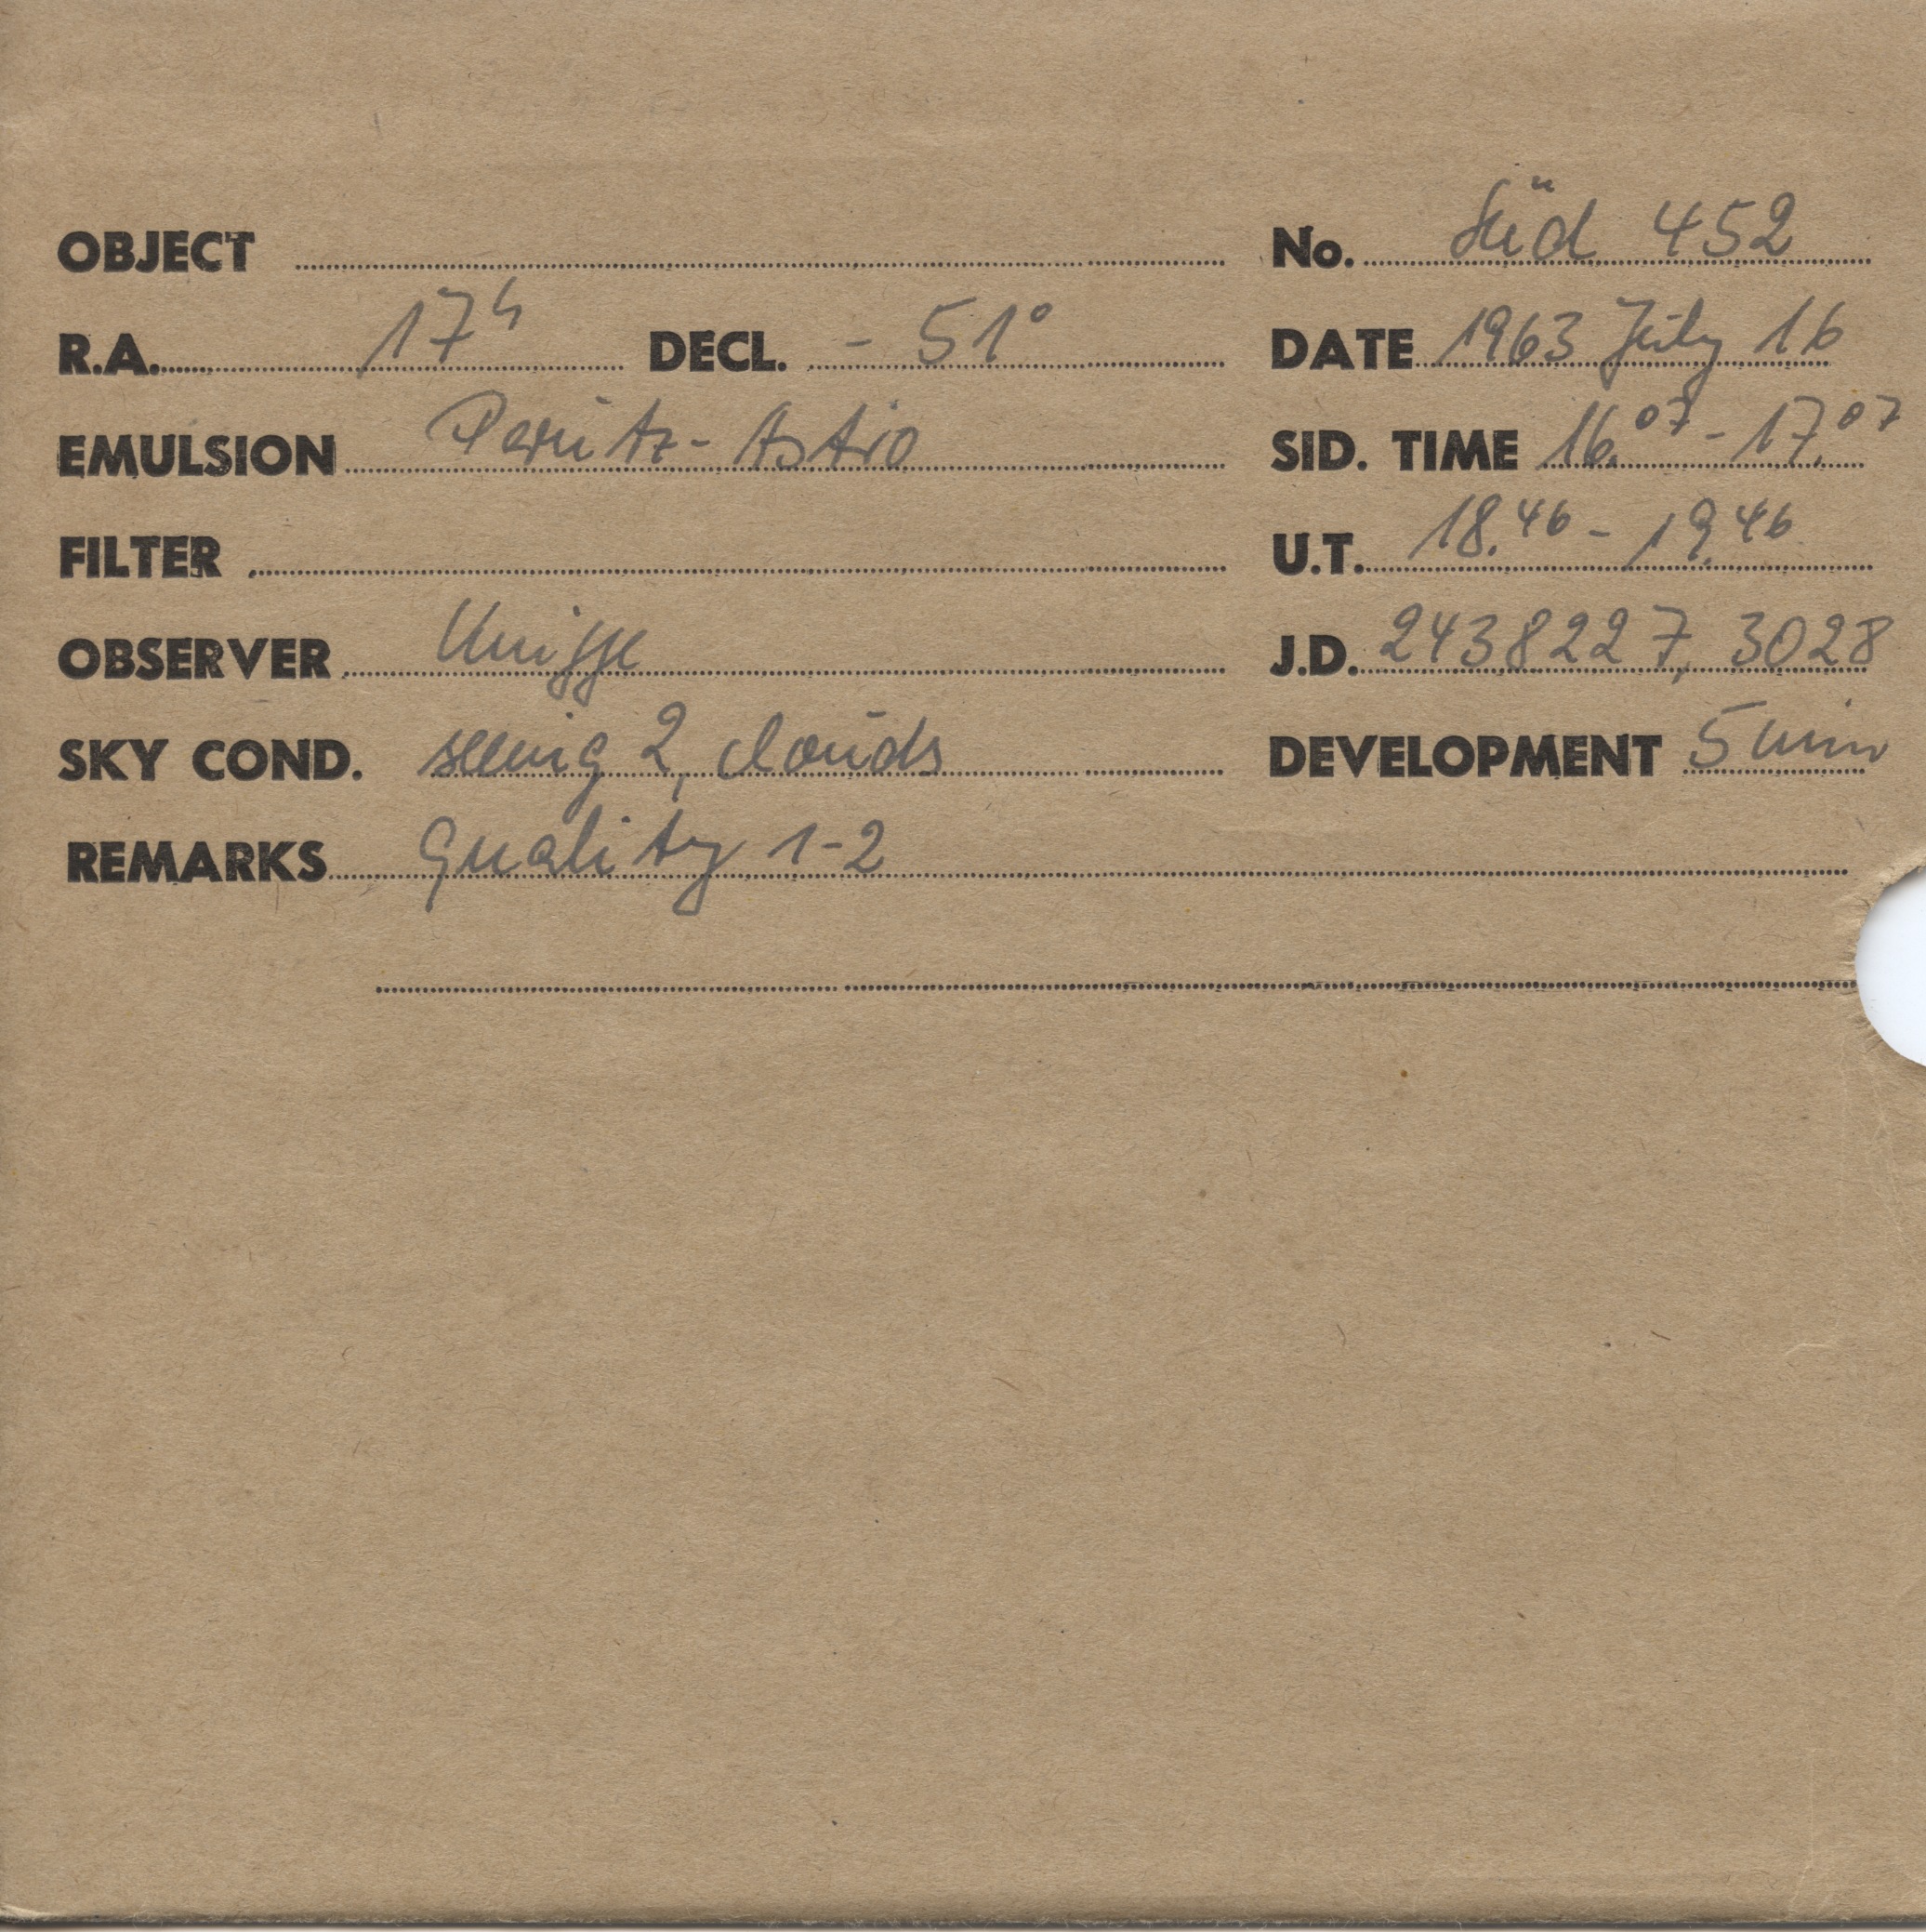 OBJECT No. Süd 452
R.A. 17h DECL. - 51° DATE 1963 July 16
EMULSION Perutz-Astro SID. TIME 16.07 - 17.07
FILTER U.T. 18.46 - 19.46
OBSERVER Knigge J.D. 2438227, 3028
SKY COND. seeing 2, clouds DEVELOPMENT 5 min
REMARKS Quality 1-2